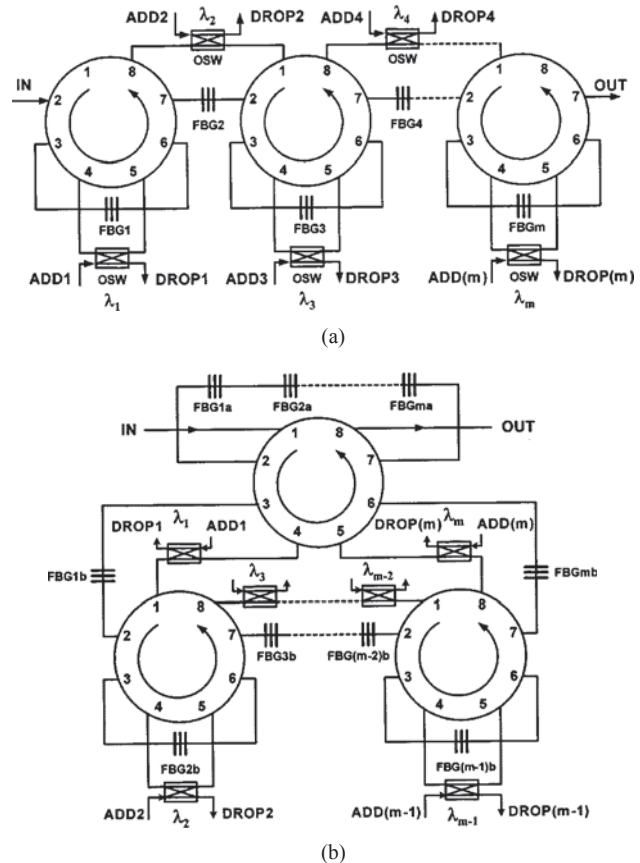 ADD2 λ2 DROP2 ADD4 λ4 DROP4
OSW OSW
1 8 1 8 1 8
IN 2 7 2 7 2 7 OUT
FBG2 FBG4
3 6 3 6 3 6
4 5 4 5 4 5
FBG1 FBG3 FBGm
ADD1 OSW DROP1 ADD3 OSW DROP3 ADD(m) OSW DROP(m)
λ1 λ3 λm
(a)
FBG1a FBG2a FBGma
IN 1 8 OUT
2 7
3 6
4 5
DROP1 λ1 ADD1 DROP(m) λm ADD(m)
FBG1b λ3 λm-2 FBGmb
1 8 1 8
2 7 2 7
FBG3b FBG(m-2)b
3 6 3 6
4 5 4 5
FBG2b FBG(m-1)b
ADD2 λ2 DROP2 ADD(m-1) λm-1 DROP(m-1)
(b)